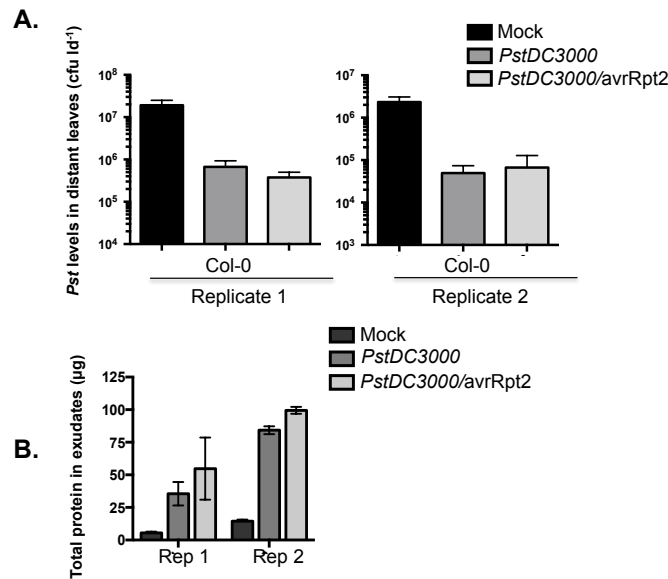 A.
Mock
PstDC3000
PstDC3000/avrRpt2
Pst levels in distant leaves (cfu ld-1)
10⁸
10⁷
10⁶
10⁵
10⁴
10⁷
10⁶
10⁵
10⁴
10³
Col-0
Col-0
Replicate 1
Replicate 2
Mock
PstDC3000
PstDC3000/avrRpt2
B.
Total protein in exudates (µg)
125
100
75
50
25
0
Rep 1
Rep 2